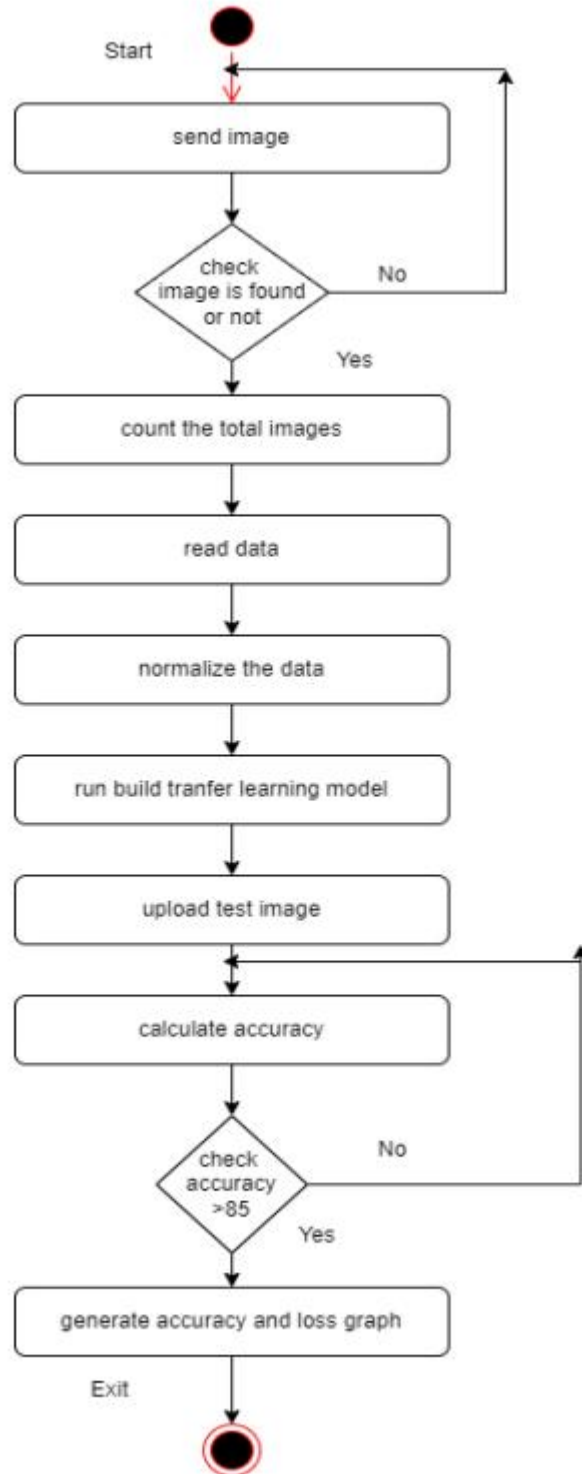 Start
send image
check
image is found
or not
No
Yes
count the total images
read data
normalize the data
run build tranfer learning model
upload test image
calculate accuracy
check
accuracy
>85
No
Yes
generate accuracy and loss graph
Exit